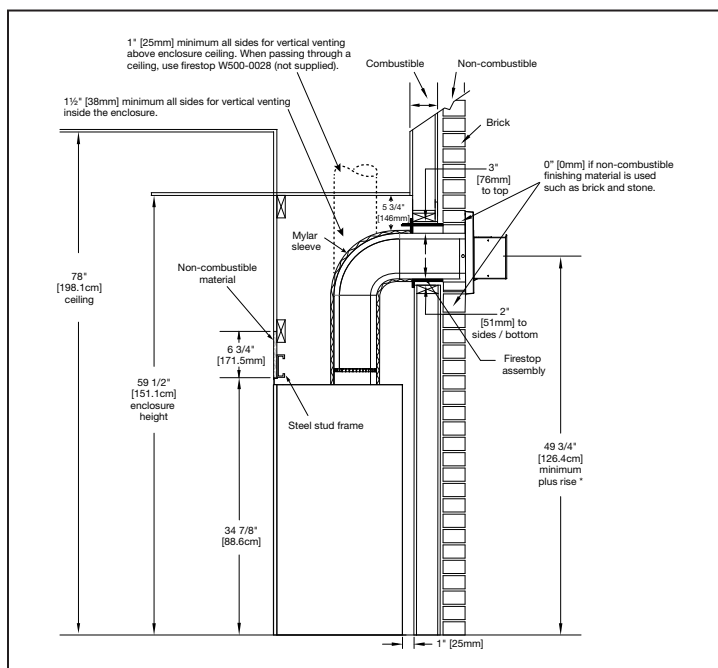 1" [25mm] minimum all sides for vertical venting
above enclosure ceiling. When passing through a
ceiling, use firestop W500-0028 (not supplied).
Combustible
Non-combustible
1½" [38mm] minimum all sides for vertical venting
inside the enclosure.
Brick
3"
[76mm]
to top
0" [0mm] if non-combustible
finishing material is used
such as brick and stone.
5 3/4"
[146mm]
Mylar
sleeve
78"
[198.1cm]
ceiling
Non-combustible
material
2"
[51mm] to
sides / bottom
6 3/4"
[171.5mm]
Firestop
assembly
59 1/2"
[151.1cm]
enclosure
height
Steel stud frame
49 3/4"
[126.4cm]
minimum
plus rise *
34 7/8"
[88.6cm]
1" [25mm]